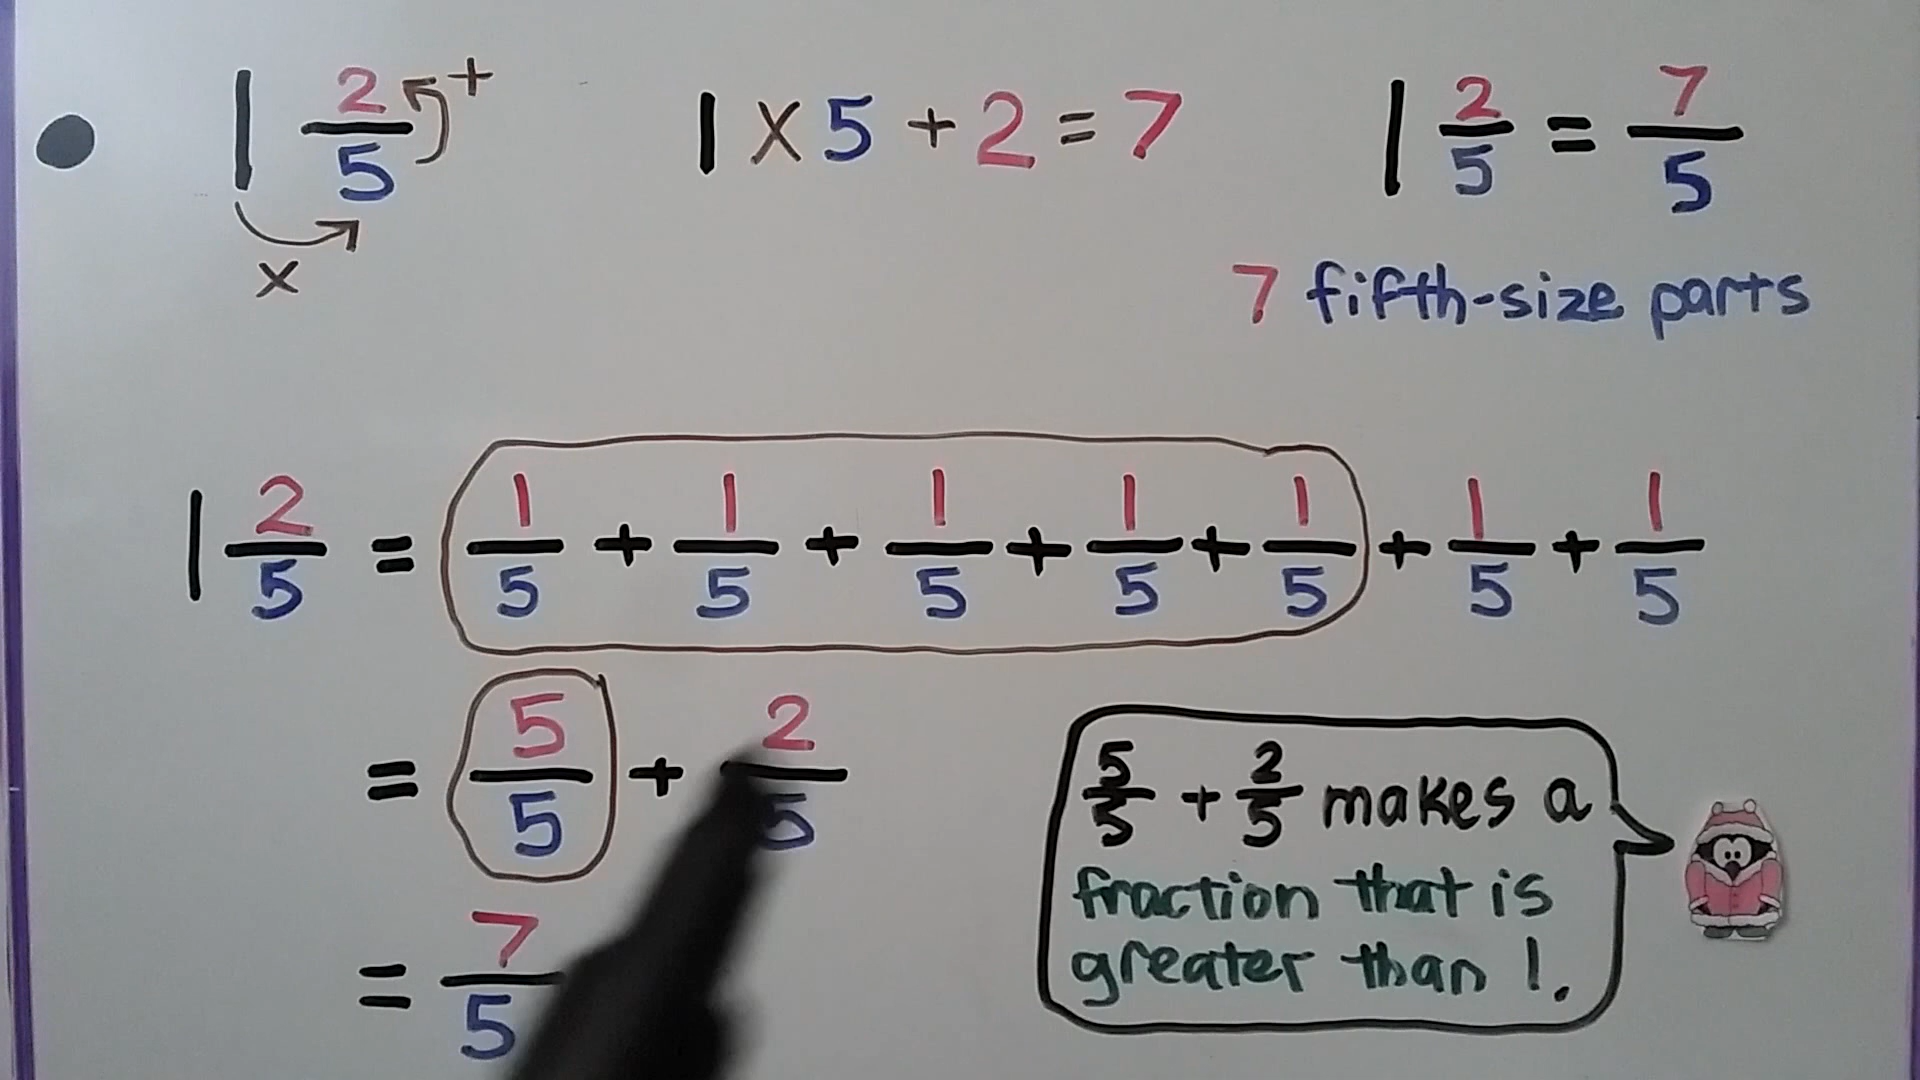 1 2/5 + ×
1 × 5 + 2 = 7
1 2/5 = 7/5
7 fifth-size parts
1 2/5 = 1/5 + 1/5 + 1/5 + 1/5 + 1/5 + 1/5 + 1/5
= 5/5 + 2/5
= 7/5
5/5 + 2/5 makes a
fraction that is
greater than 1.